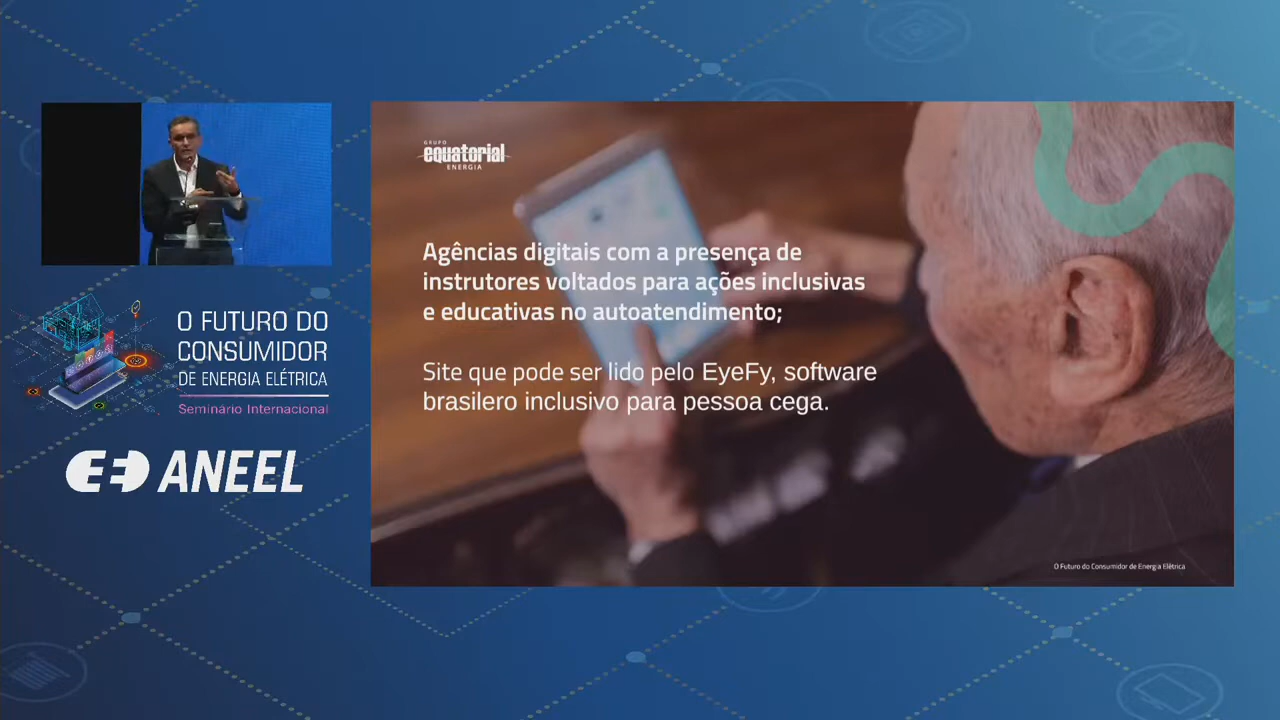 GRUPO
equatorial
ENERGIA
Agências digitais com a presença de
instrutores voltados para ações inclusivas
e educativas no autoatendimento;
Site que pode ser lido pelo EyeFy, software
brasilero inclusivo para pessoa cega.
O Futuro do Consumidor de Energia Elétrica
O FUTURO DO
CONSUMIDOR
DE ENERGIA ELÉTRICA
Seminário Internacional
ANEEL